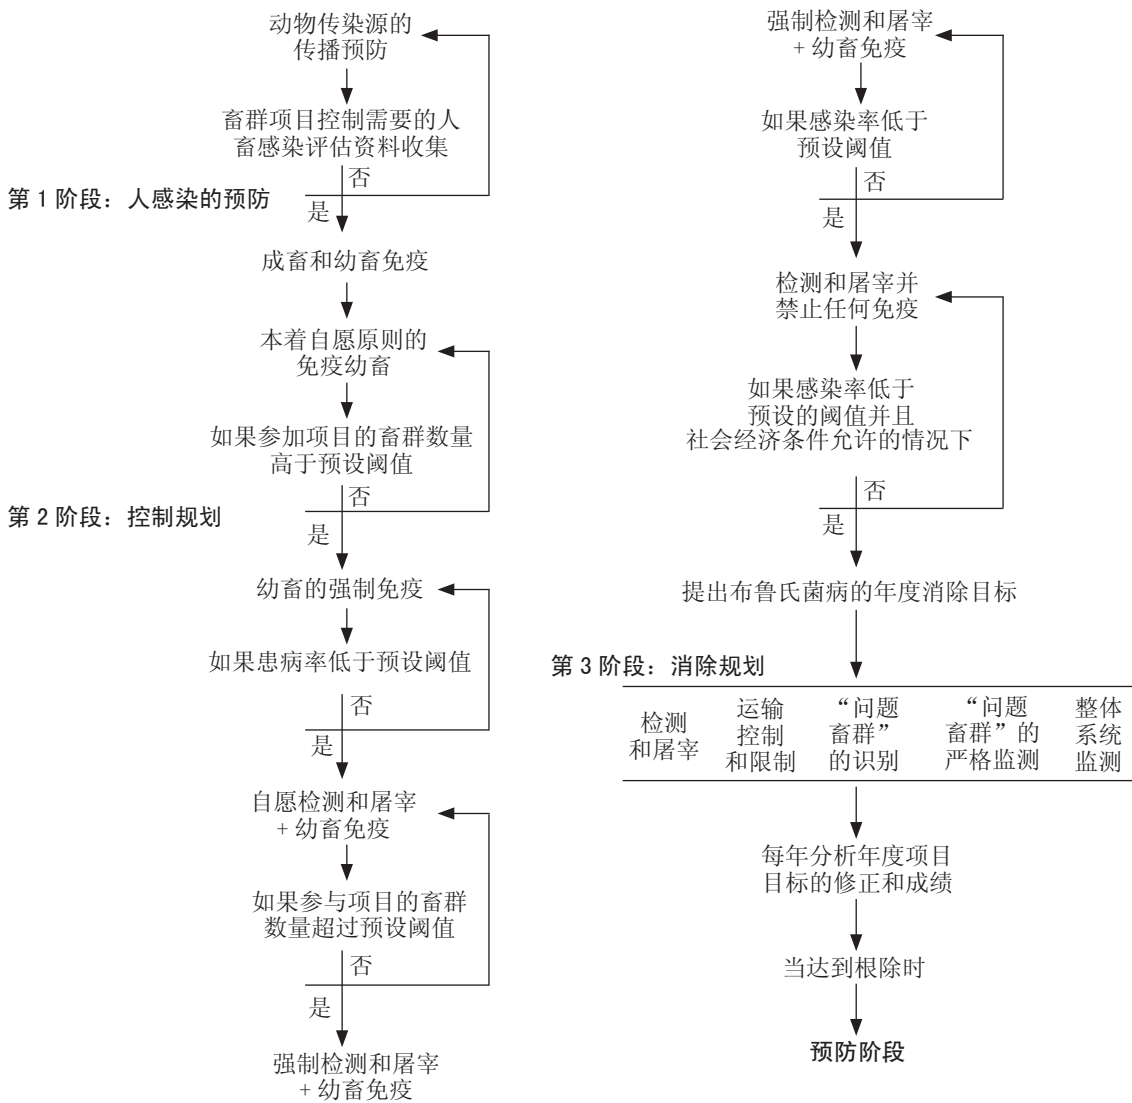 动物传染源的
传播预防
畜群项目控制需要的人
畜感染评估资料收集
否
第 1 阶段：人感染的预防
是
成畜和幼畜免疫
本着自愿原则的
免疫幼畜
如果参加项目的畜群数量
高于预设阈值
否
第 2 阶段：控制规划
是
幼畜的强制免疫
如果患病率低于预设阈值
否
是
自愿检测和屠宰
+ 幼畜免疫
如果参与项目的畜群
数量超过预设阈值
否
是
强制检测和屠宰
+ 幼畜免疫
强制检测和屠宰
+ 幼畜免疫
如果感染率低于
预设阈值
否
是
检测和屠宰并
禁止任何免疫
如果感染率低于
预设的阈值并且
社会经济条件允许的情况下
否
是
提出布鲁氏菌病的年度消除目标
第 3 阶段：消除规划
检测
和屠宰
运输
控制
和限制
“问题
畜群”
的识别
“问题
畜群”的
严格监测
整体
系统
监测
每年分析年度项目
目标的修正和成绩
当达到根除时
预防阶段